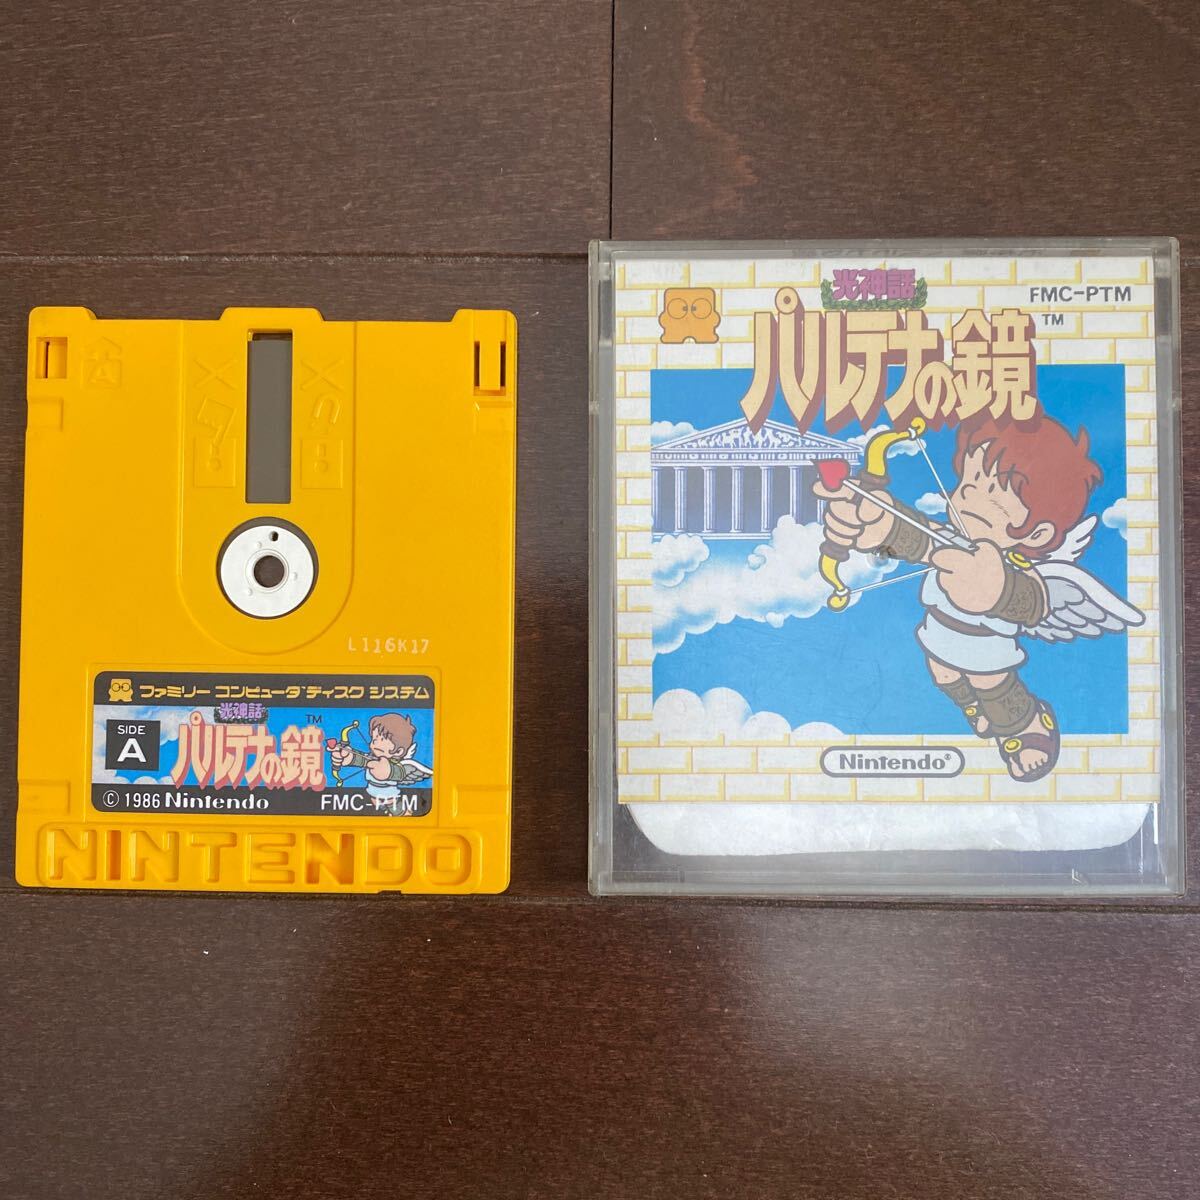 L116K17
ファミリー コンピュータ ディスク システム
SIDE
A
光神話
パルテナの鏡
TM
© 1986 Nintendo
FMC-PTM
NINTENDO
光神話
FMC-PTM
パルテナの鏡
TM
Nintendo®